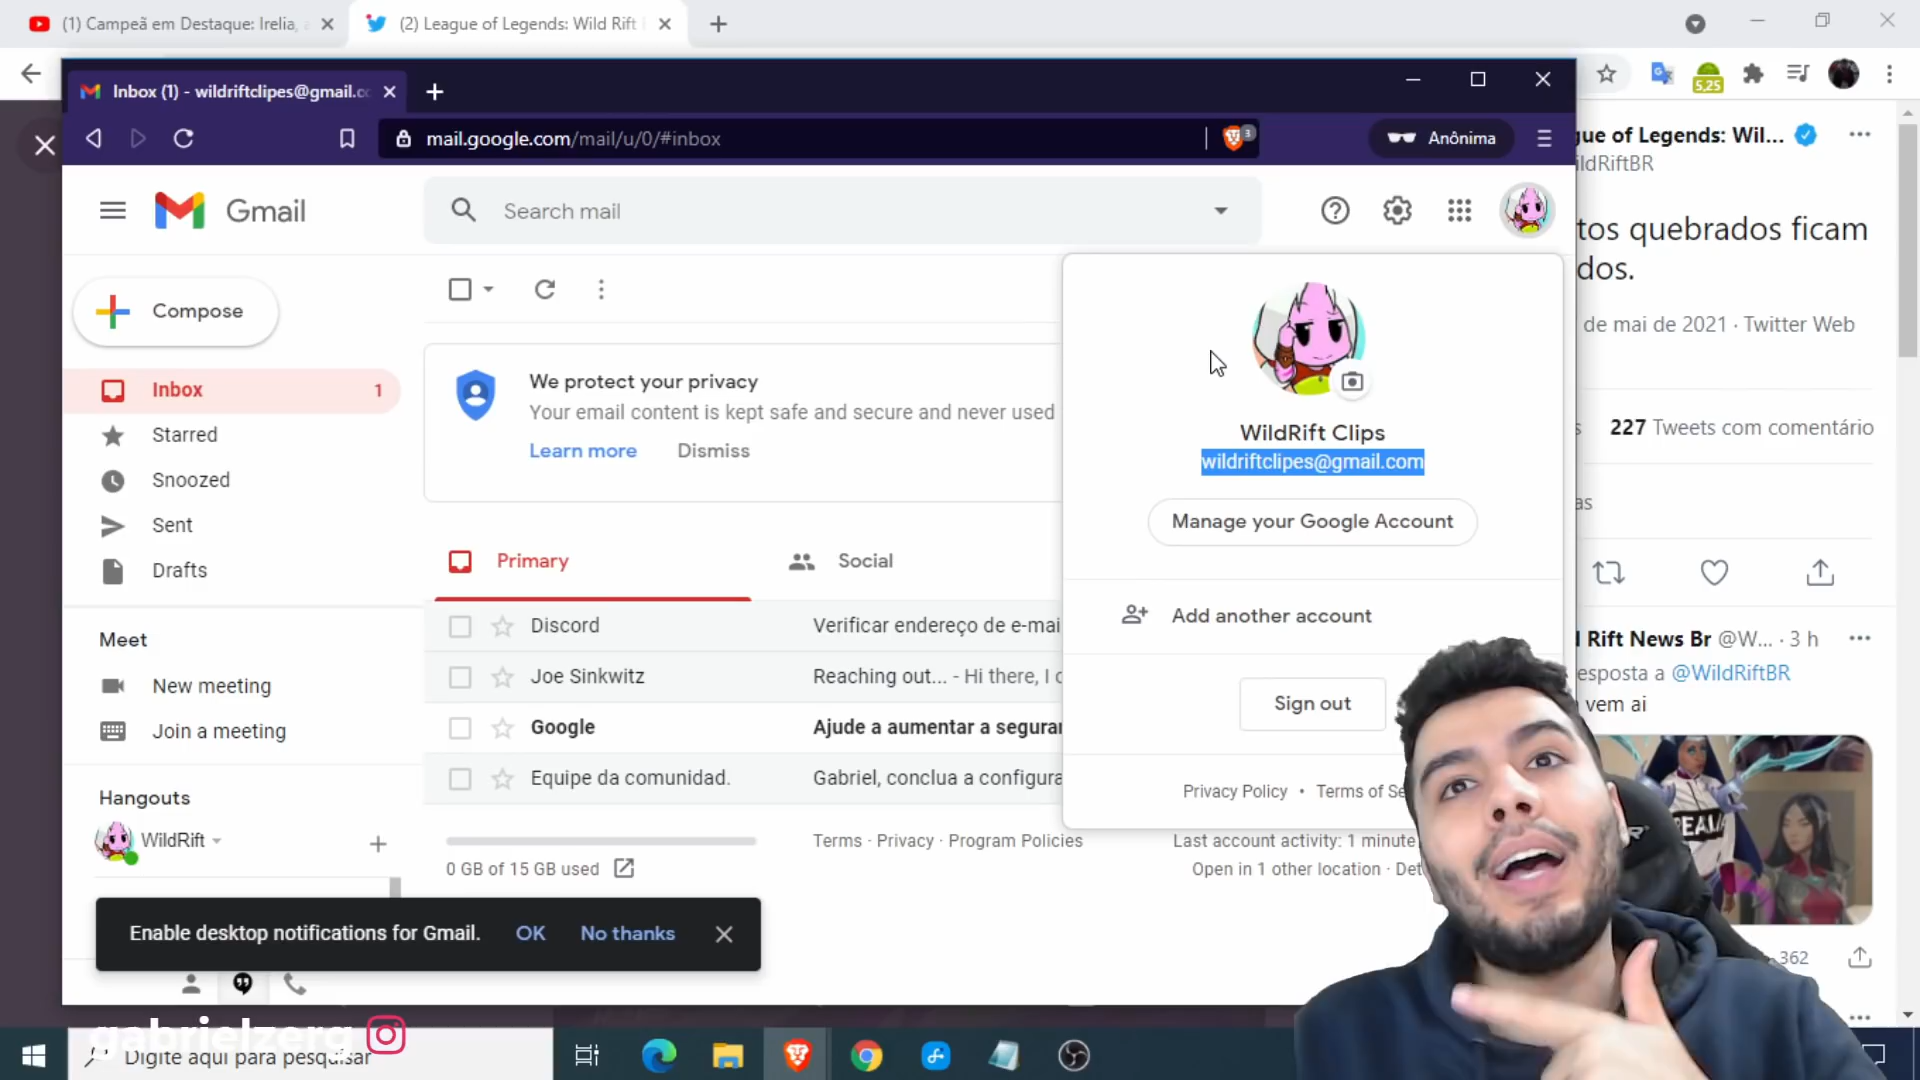 (1) Campeã em Destaque: Irelia, a
(2) League of Legends: Wild Rift
Inbox (1) - wildriftclipes@gmail.co
mail.google.com/mail/u/0/#inbox
3
Anônima
5,25
Gmail
Search mail
Compose
Inbox 1
Starred
Snoozed
Sent
Drafts
Meet
New meeting
Join a meeting
Hangouts
WildRift
We protect your privacy
Your email content is kept safe and secure and never used
Learn more Dismiss
Primary
Social
Discord Verificar endereço de e-mai
Joe Sinkwitz Reaching out... - Hi there, I c
Google Ajude a aumentar a segurar
Equipe da comunidad. Gabriel, conclua a configura
0 GB of 15 GB used
Terms · Privacy · Program Policies
Last account activity: 1 minute
Open in 1 other location · Det
WildRift Clips
wildriftclipes@gmail.com
Manage your Google Account
Add another account
Sign out
Privacy Policy • Terms of Se
Enable desktop notifications for Gmail. OK No thanks
gue of Legends: Wil...
ildRiftBR
tos quebrados ficam
dos.
de mai de 2021 · Twitter Web
227 Tweets com comentário
as
d Rift News Br @W... · 3 h
esposta a @WildRiftBR
vem ai
362
gabrielzerg
Digite aqui para pesquisar